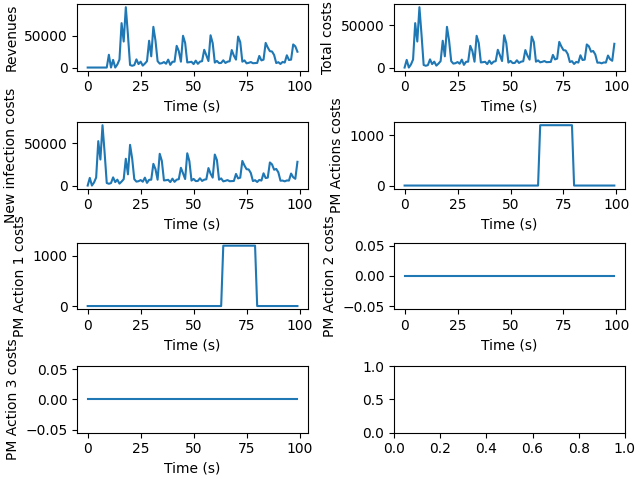 Revenues
50000
0
0 25 50 75 100
Time (s)
Total costs
50000
0
0 25 50 75 100
Time (s)
New infection costs
50000
0
0 25 50 75 100
Time (s)
PM Actions costs
1000
0
0 25 50 75 100
Time (s)
PM Action 1 costs
1000
0
0 25 50 75 100
Time (s)
PM Action 2 costs
0.05
0.00
−0.05
0 25 50 75 100
Time (s)
PM Action 3 costs
0.05
0.00
−0.05
0 25 50 75 100
Time (s)
1.0
0.5
0.0
0.0 0.2 0.4 0.6 0.8 1.0